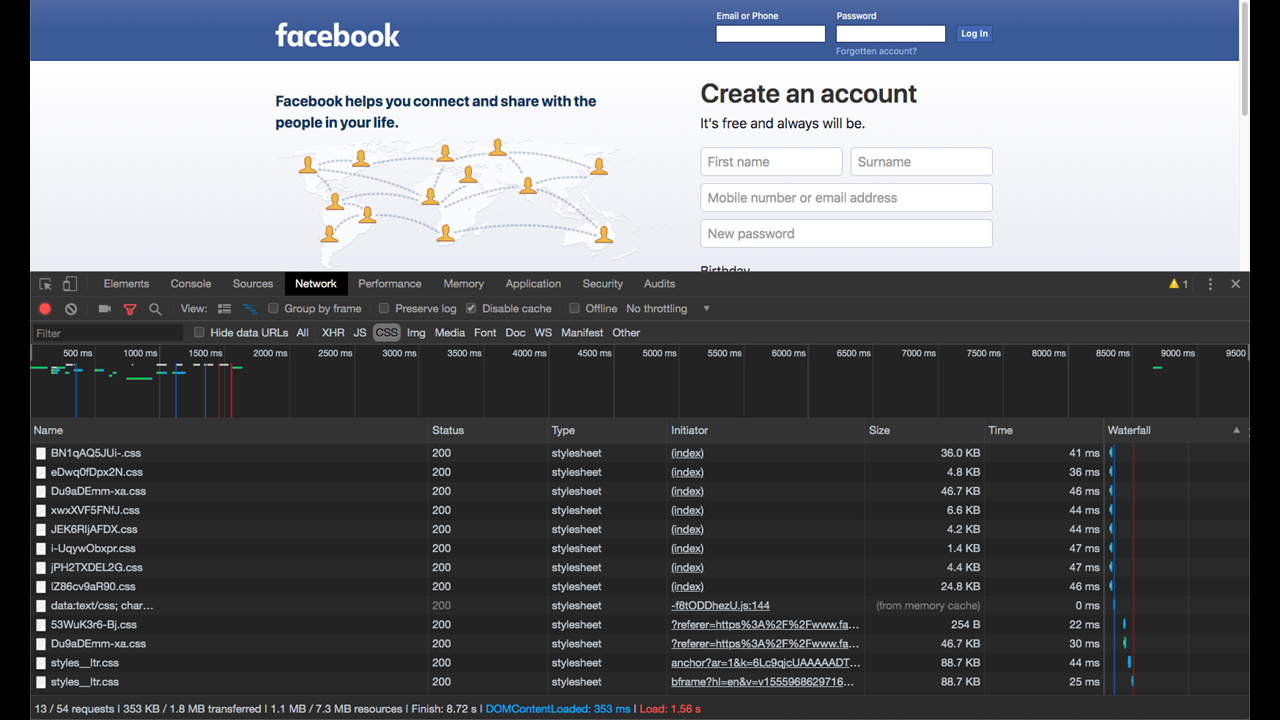 facebook
Email or Phone
Password
Log In
Forgotten account?
Facebook helps you connect and share with the
people in your life.
Create an account
It's free and always will be.
First name
Surname
Mobile number or email address
New password
Birthday
Elements Console Sources Network Performance Memory Application Security Audits 1
View: Group by frame Preserve log Disable cache Offline No throttling
Filter Hide data URLs All XHR JS CSS Img Media Font Doc WS Manifest Other
500 ms 1000 ms 1500 ms 2000 ms 2500 ms 3000 ms 3500 ms 4000 ms 4500 ms 5000 ms 5500 ms 6000 ms 6500 ms 7000 ms 7500 ms 8000 ms 8500 ms 9000 ms 9500
Name Status Type Initiator Size Time Waterfall
BN1qAQ5JUi-.css 200 stylesheet (index) 36.0 KB 41 ms
eDwq0fDpx2N.css 200 stylesheet (index) 4.8 KB 36 ms
Du9aDEmm-xa.css 200 stylesheet (index) 46.7 KB 46 ms
xwxXVF5FNfJ.css 200 stylesheet (index) 6.6 KB 44 ms
JEK6RljAFDX.css 200 stylesheet (index) 4.2 KB 44 ms
i-UqywObxpr.css 200 stylesheet (index) 1.4 KB 47 ms
jPH2TXDEL2G.css 200 stylesheet (index) 4.4 KB 47 ms
IZ86cv9aR90.css 200 stylesheet (index) 24.8 KB 46 ms
data:text/css; char... 200 stylesheet -f8tODDhezU.js:144 (from memory cache) 0 ms
53WuK3r6-Bj.css 200 stylesheet ?referer=https%3A%2F%2Fwww.fa... 254 B 22 ms
Du9aDEmm-xa.css 200 stylesheet ?referer=https%3A%2F%2Fwww.fa... 46.7 KB 30 ms
styles__ltr.css 200 stylesheet anchor?ar=1&k=6Lc9qjcUAAAAADT... 88.7 KB 44 ms
styles__ltr.css 200 stylesheet bframe?hl=en&v=v1555968629716... 88.7 KB 25 ms
13 / 54 requests | 353 KB / 1.8 MB transferred | 1.1 MB / 7.3 MB resources | Finish: 8.72 s | DOMContentLoaded: 353 ms | Load: 1.56 s